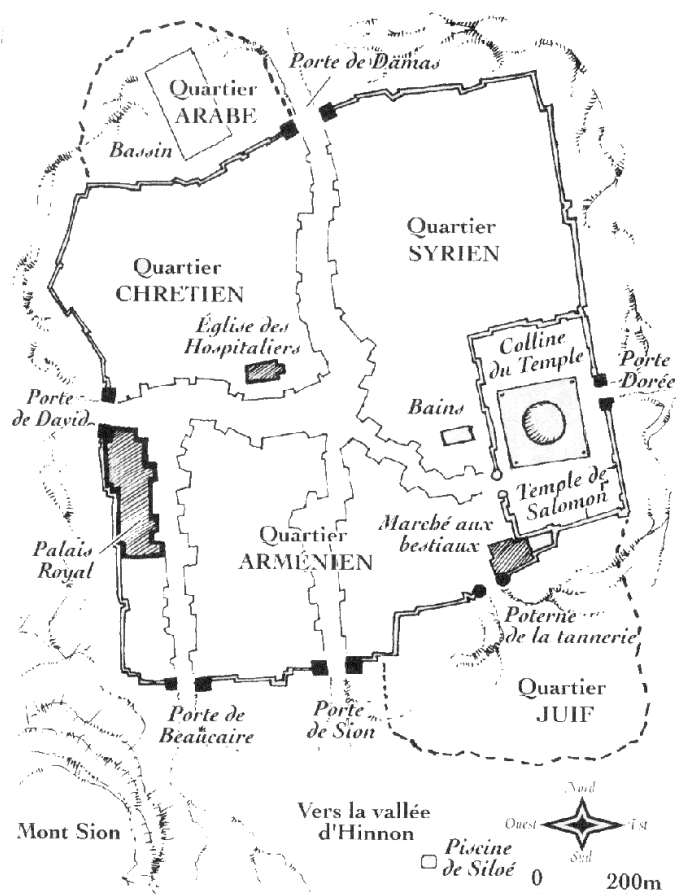 Porte de Damas
Quartier
ARABE
Bassin
Quartier
SYRIEN
Quartier
CHRETIEN
Église des
Hospitaliers
Colline
du Temple
Porte
Dorée
Porte
de David
Bains
Temple de
Salomon
Marché aux
bestiaux
Quartier
ARMENIEN
Palais
Royal
Poterne
de la tannerie
Quartier
JUIF
Porte de
Beaucaire
Porte
de Sion
Nord
Ouest
Est
Sud
Mont Sion
Vers la vallée
d'Hinnon
Piscine
de Siloé
0 200m